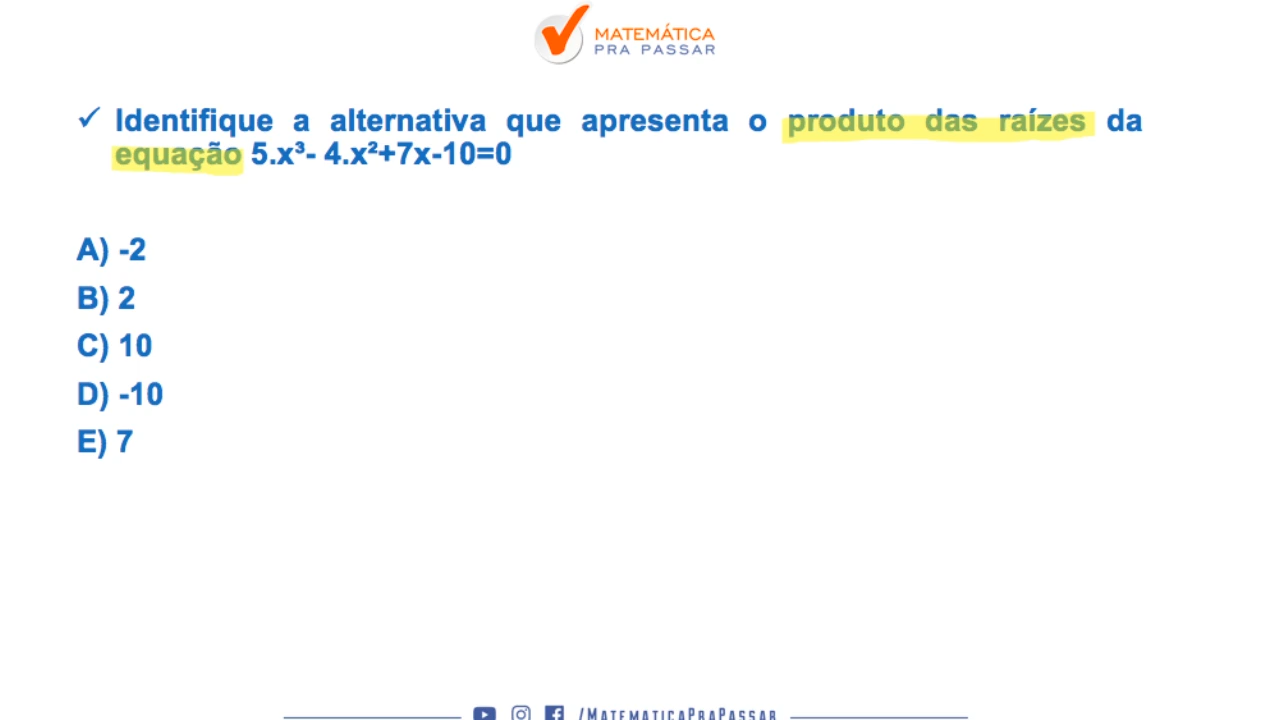 MATEMÁTICA
PRA PASSAR
✓ Identifique a alternativa que apresenta o produto das raízes da
equação 5.x³- 4.x²+7x-10=0
A) -2
B) 2
C) 10
D) -10
E) 7
/MATEMATICAPRAPASSAR